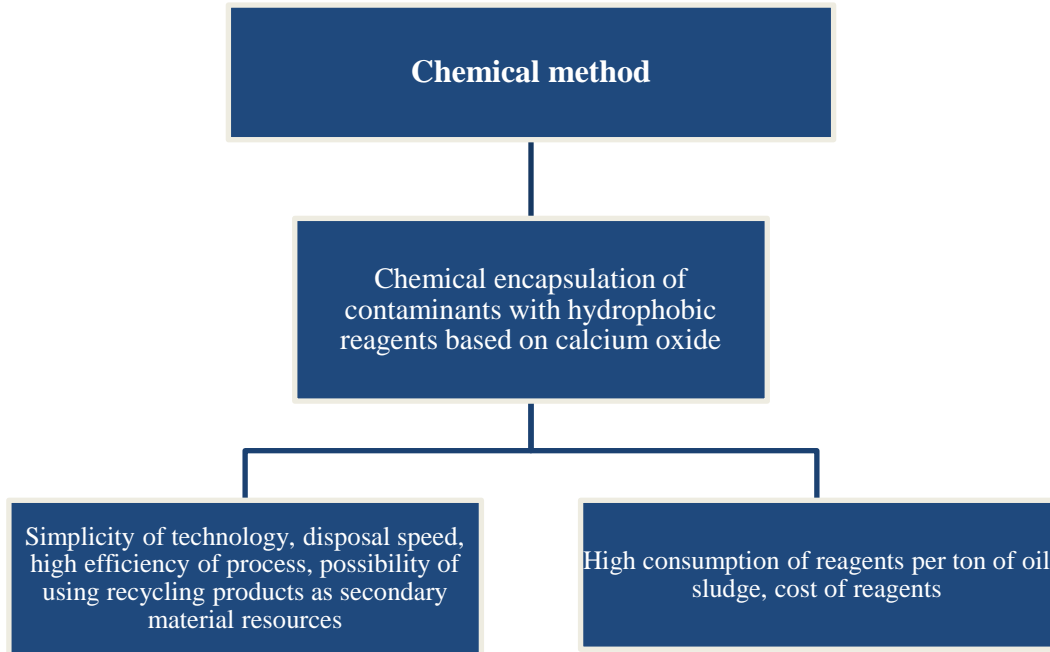 Chemical method
Chemical encapsulation of
contaminants with hydrophobic
reagents based on calcium oxide
Simplicity of technology, disposal speed,
high efficiency of process, possibility of
using recycling products as secondary
material resources
High consumption of reagents per ton of oil
sludge, cost of reagents